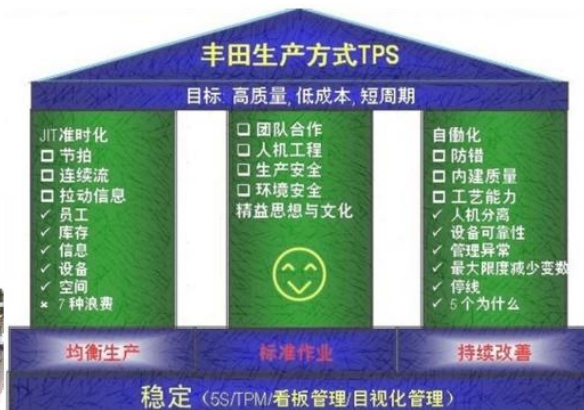 丰田生产方式TPS
目标: 高质量, 低成本, 短周期
JIT准时化
节拍
连续流
拉动信息
员工
库存
信息
设备
空间
7种浪费
团队合作
人机工程
生产安全
环境安全
精益思想与文化
自働化
防错
内建质量
工艺能力
人机分离
设备可靠性
管理异常
最大限度减少变数
停线
5个为什么
均衡生产
标准作业
持续改善
稳定（5S/TPM/看板管理/目视化管理）